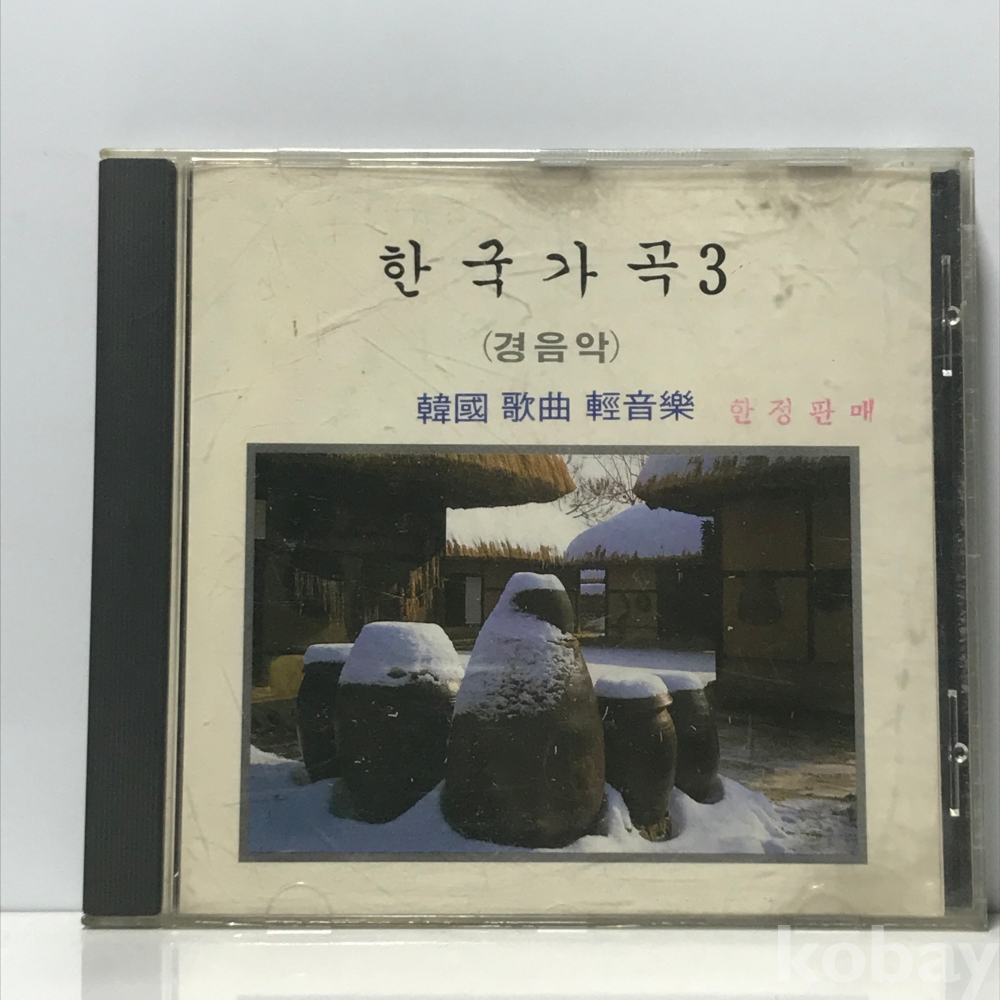 한국가곡3
(경음악)
韓國 歌曲 輕音樂 한정판매
kobay